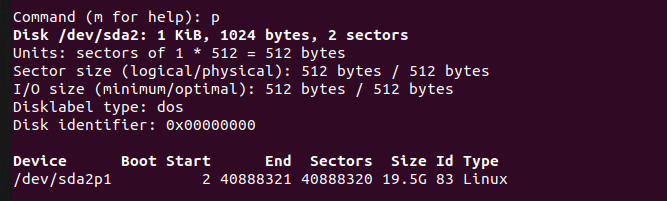 Command (m for help): p
Disk /dev/sda2: 1 KiB, 1024 bytes, 2 sectors
Units: sectors of 1 * 512 = 512 bytes
Sector size (logical/physical): 512 bytes / 512 bytes
I/O size (minimum/optimal): 512 bytes / 512 bytes
Disklabel type: dos
Disk identifier: 0x00000000

Device      Boot Start      End  Sectors  Size Id Type
/dev/sda2p1          2 40888321 40888320 19.5G 83 Linux